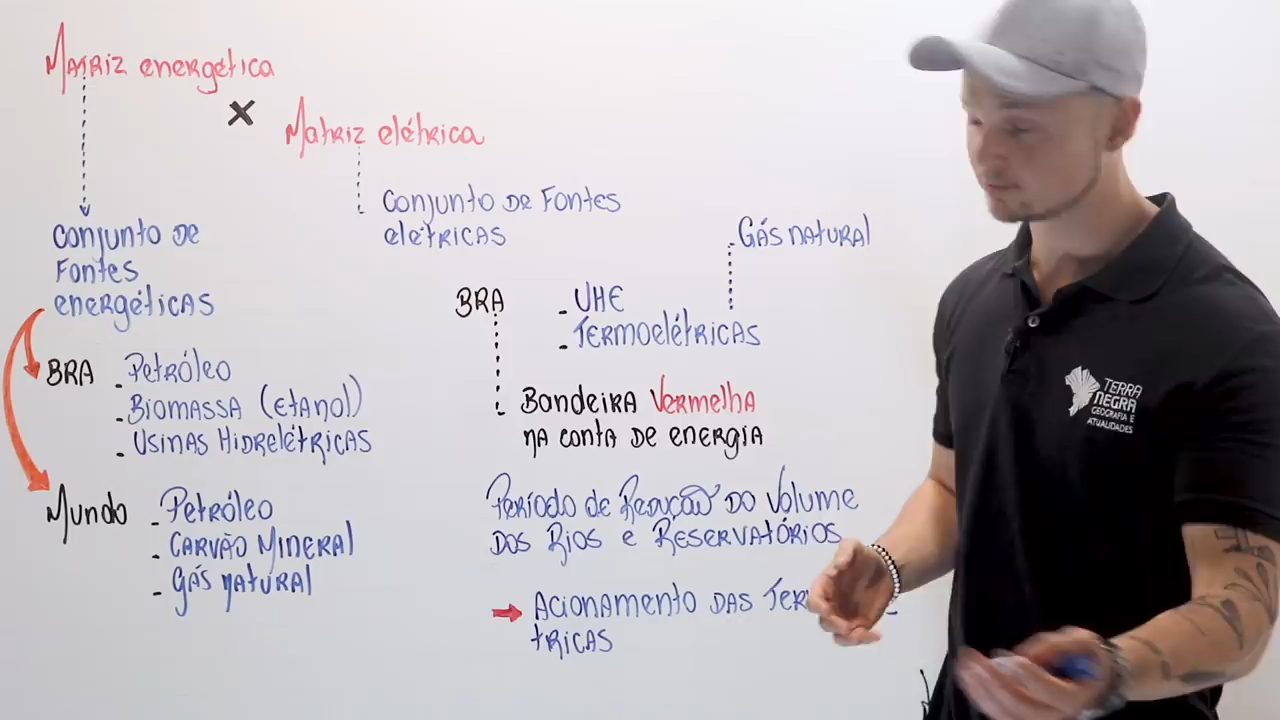 Matriz energética
×
Matriz elétrica
Conjunto de Fontes
elétricas
Conjunto de
Fontes
energéticas
Gás natural
BRA
- UHE
- Termoelétricas
BRA
- Petróleo
- Biomassa (etanol)
- Usinas Hidrelétricas
Bandeira Vermelha
na conta de energia
Mundo
- Petróleo
- Carvão Mineral
- Gás natural
Período de Redução do Volume
dos Rios e Reservatórios
Acionamento das
tricas
TERRA
NEGRA
GEOGRAFIA E
ATUALIDADES